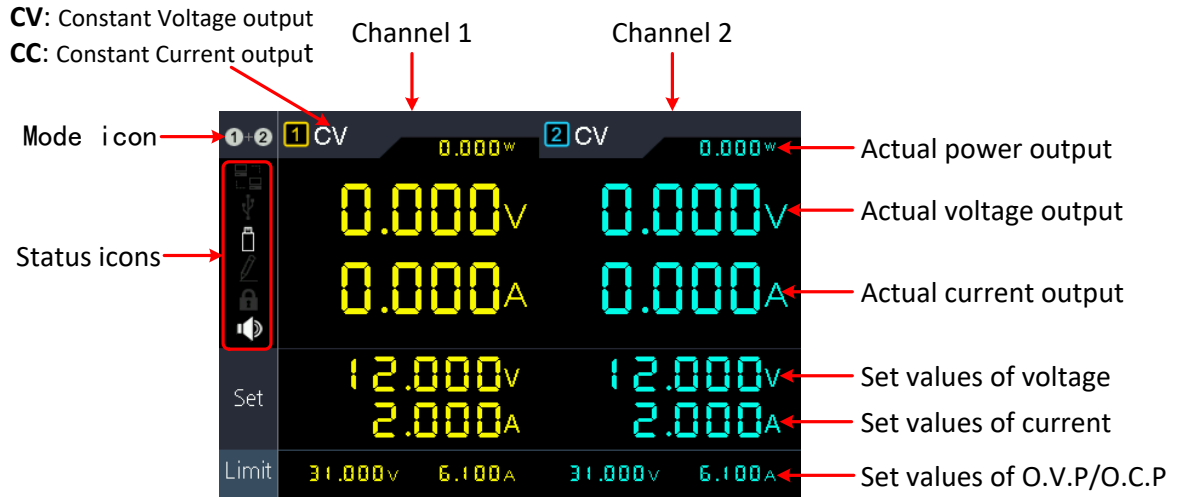 CV: Constant Voltage output
CC: Constant Current output
Channel 1
Channel 2
Mode icon
1+2
1 CV
0.000W
2 CV
0.000W
Actual power output
0.000V
0.000V
Actual voltage output
Status icons
0.000A
0.000A
Actual current output
Set
12.000V
12.000V
Set values of voltage
2.000A
2.000A
Set values of current
Limit
31.000V
6.100A
31.000V
6.100A
Set values of O.V.P/O.C.P